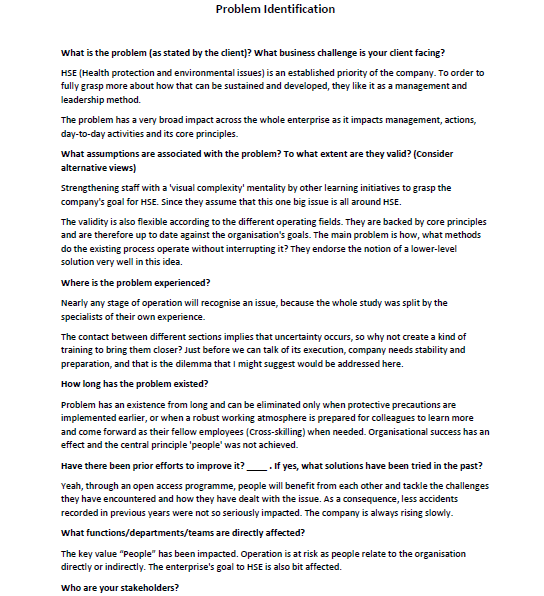 Problem Identification
What is the problem (as stated by the client)? What business challenge is your client facing?
HSE (Health protection and environmental issues) is an established priority of the company. To order to
fully grasp more about how that can be sustained and developed, they like it as a management and
leadership method.
The problem has a very broad impact across the whole enterprise as it impacts management, actions,
day-to-day activities and its core principles.
What assumptions are associated with the problem? To what extent are they valid? (Consider
alternative views)
Strengthening staff with a 'visual complexity' mentality by other learning initiatives to grasp the
company's goal for HSE. Since they assume that this one big issue is all around HSE.
The validity is also flexible according to the different operating fields. They are backed by core principles
and are therefore up to date against the organisation's goals. The main problem is how, what methods
do the existing process operate without interrupting it? They endorse the notion of a lower-level
solution very well in this idea.
Where is the problem experienced?
Nearly any stage of operation will recognise an issue, because the whole study was split by the
specialists of their own experience.
The contact between different sections implies that uncertainty occurs, so why not create a kind of
training to bring them closer? Just before we can talk of its execution, company needs stability and
preparation, and that is the dilemma that I might suggest would be addressed here.
How long has the problem existed?
Problem has an existence from long and can be eliminated only when protective precautions are
implemented earlier, or when a robust working atmosphere is prepared for colleagues to learn more
and come forward as their fellow employees (Cross-skilling) when needed. Organisational success has an
effect and the central principle 'people' was not achieved.
Have there been prior efforts to improve it? ____ . If yes, what solutions have been tried in the past?
Yeah, through an open access programme, people will benefit from each other and tackle the challenges
they have encountered and how they have dealt with the issue. As a consequence, less accidents
recorded in previous years were not so seriously impacted. The company is always rising slowly.
What functions/departments/teams are directly affected?
The key value "People" has been impacted. Operation is at risk as people relate to the organisation
directly or indirectly. The enterprise's goal to HSE is also bit affected.
Who are your stakeholders?